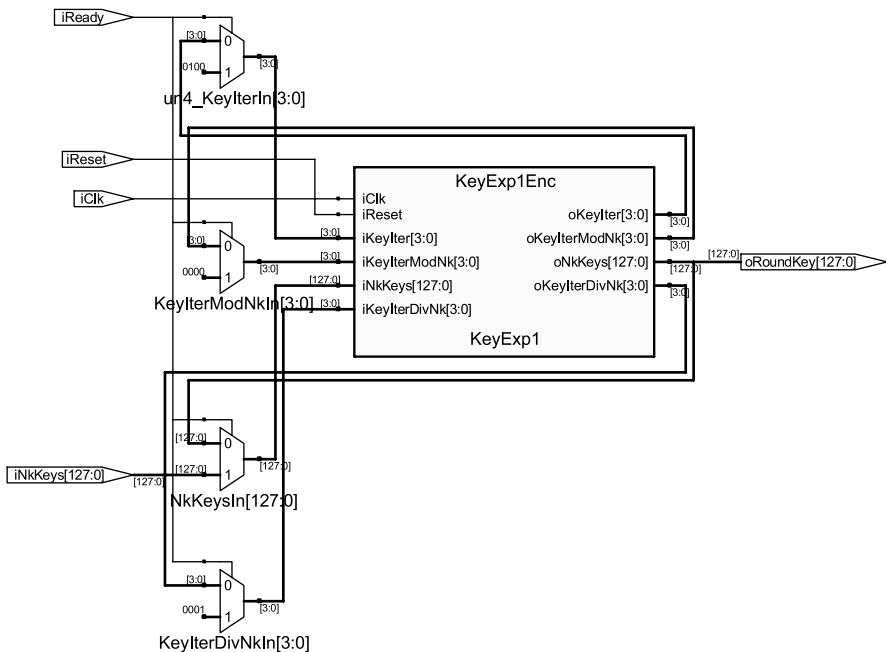 iReady
[3:0]
0
0100
1
[3:0]
un4_KeyIterIn[3:0]
iReset
iClk
KeyExp1Enc
iClk
iReset
[3:0]
iKeyIter[3:0]
[3:0]
iKeyIterModNk[3:0]
[127:0]
iNkKeys[127:0]
[3:0]
iKeyIterDivNk[3:0]
oKeyIter[3:0]
[3:0]
oKeyIterModNk[3:0]
[3:0]
oNkKeys[127:0]
[127:0]
oKeyIterDivNk[3:0]
[3:0]
KeyExp1
[127:0]
oRoundKey[127:0]
[3:0]
0
0000
1
[3:0]
KeyIterModNkIn[3:0]
[127:0]
0
iNkKeys[127:0]
[127:0]
[127:0]
1
[127:0]
NkKeysIn[127:0]
[3:0]
0
0001
1
[3:0]
KeyIterDivNkIn[3:0]